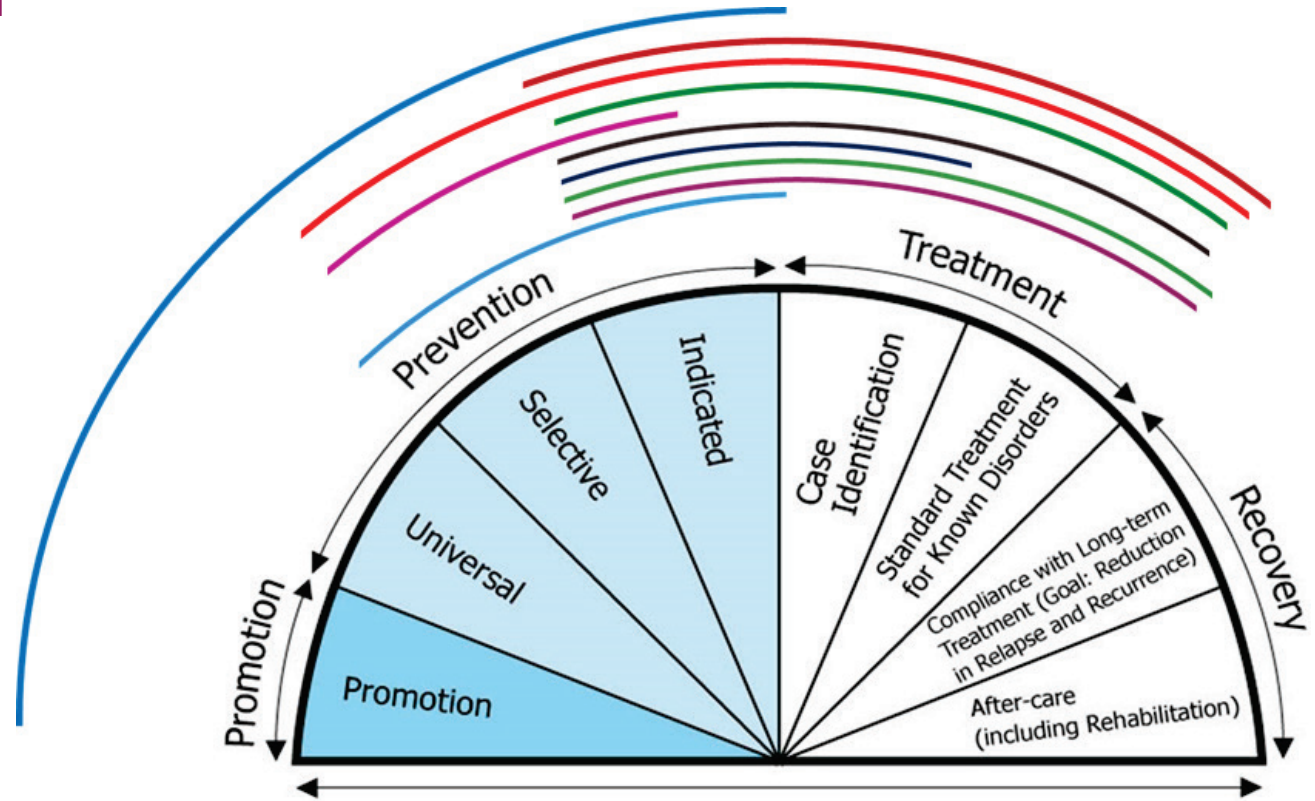 Promotion
Prevention
Treatment
Recovery
Promotion
Universal
Selective
Indicated
Case
Identification
Standard Treatment
for Known Disorders
Compliance with Long-term
Treatment (Goal: Reduction
in Relapse and Recurrence)
After-care
(including Rehabilitation)